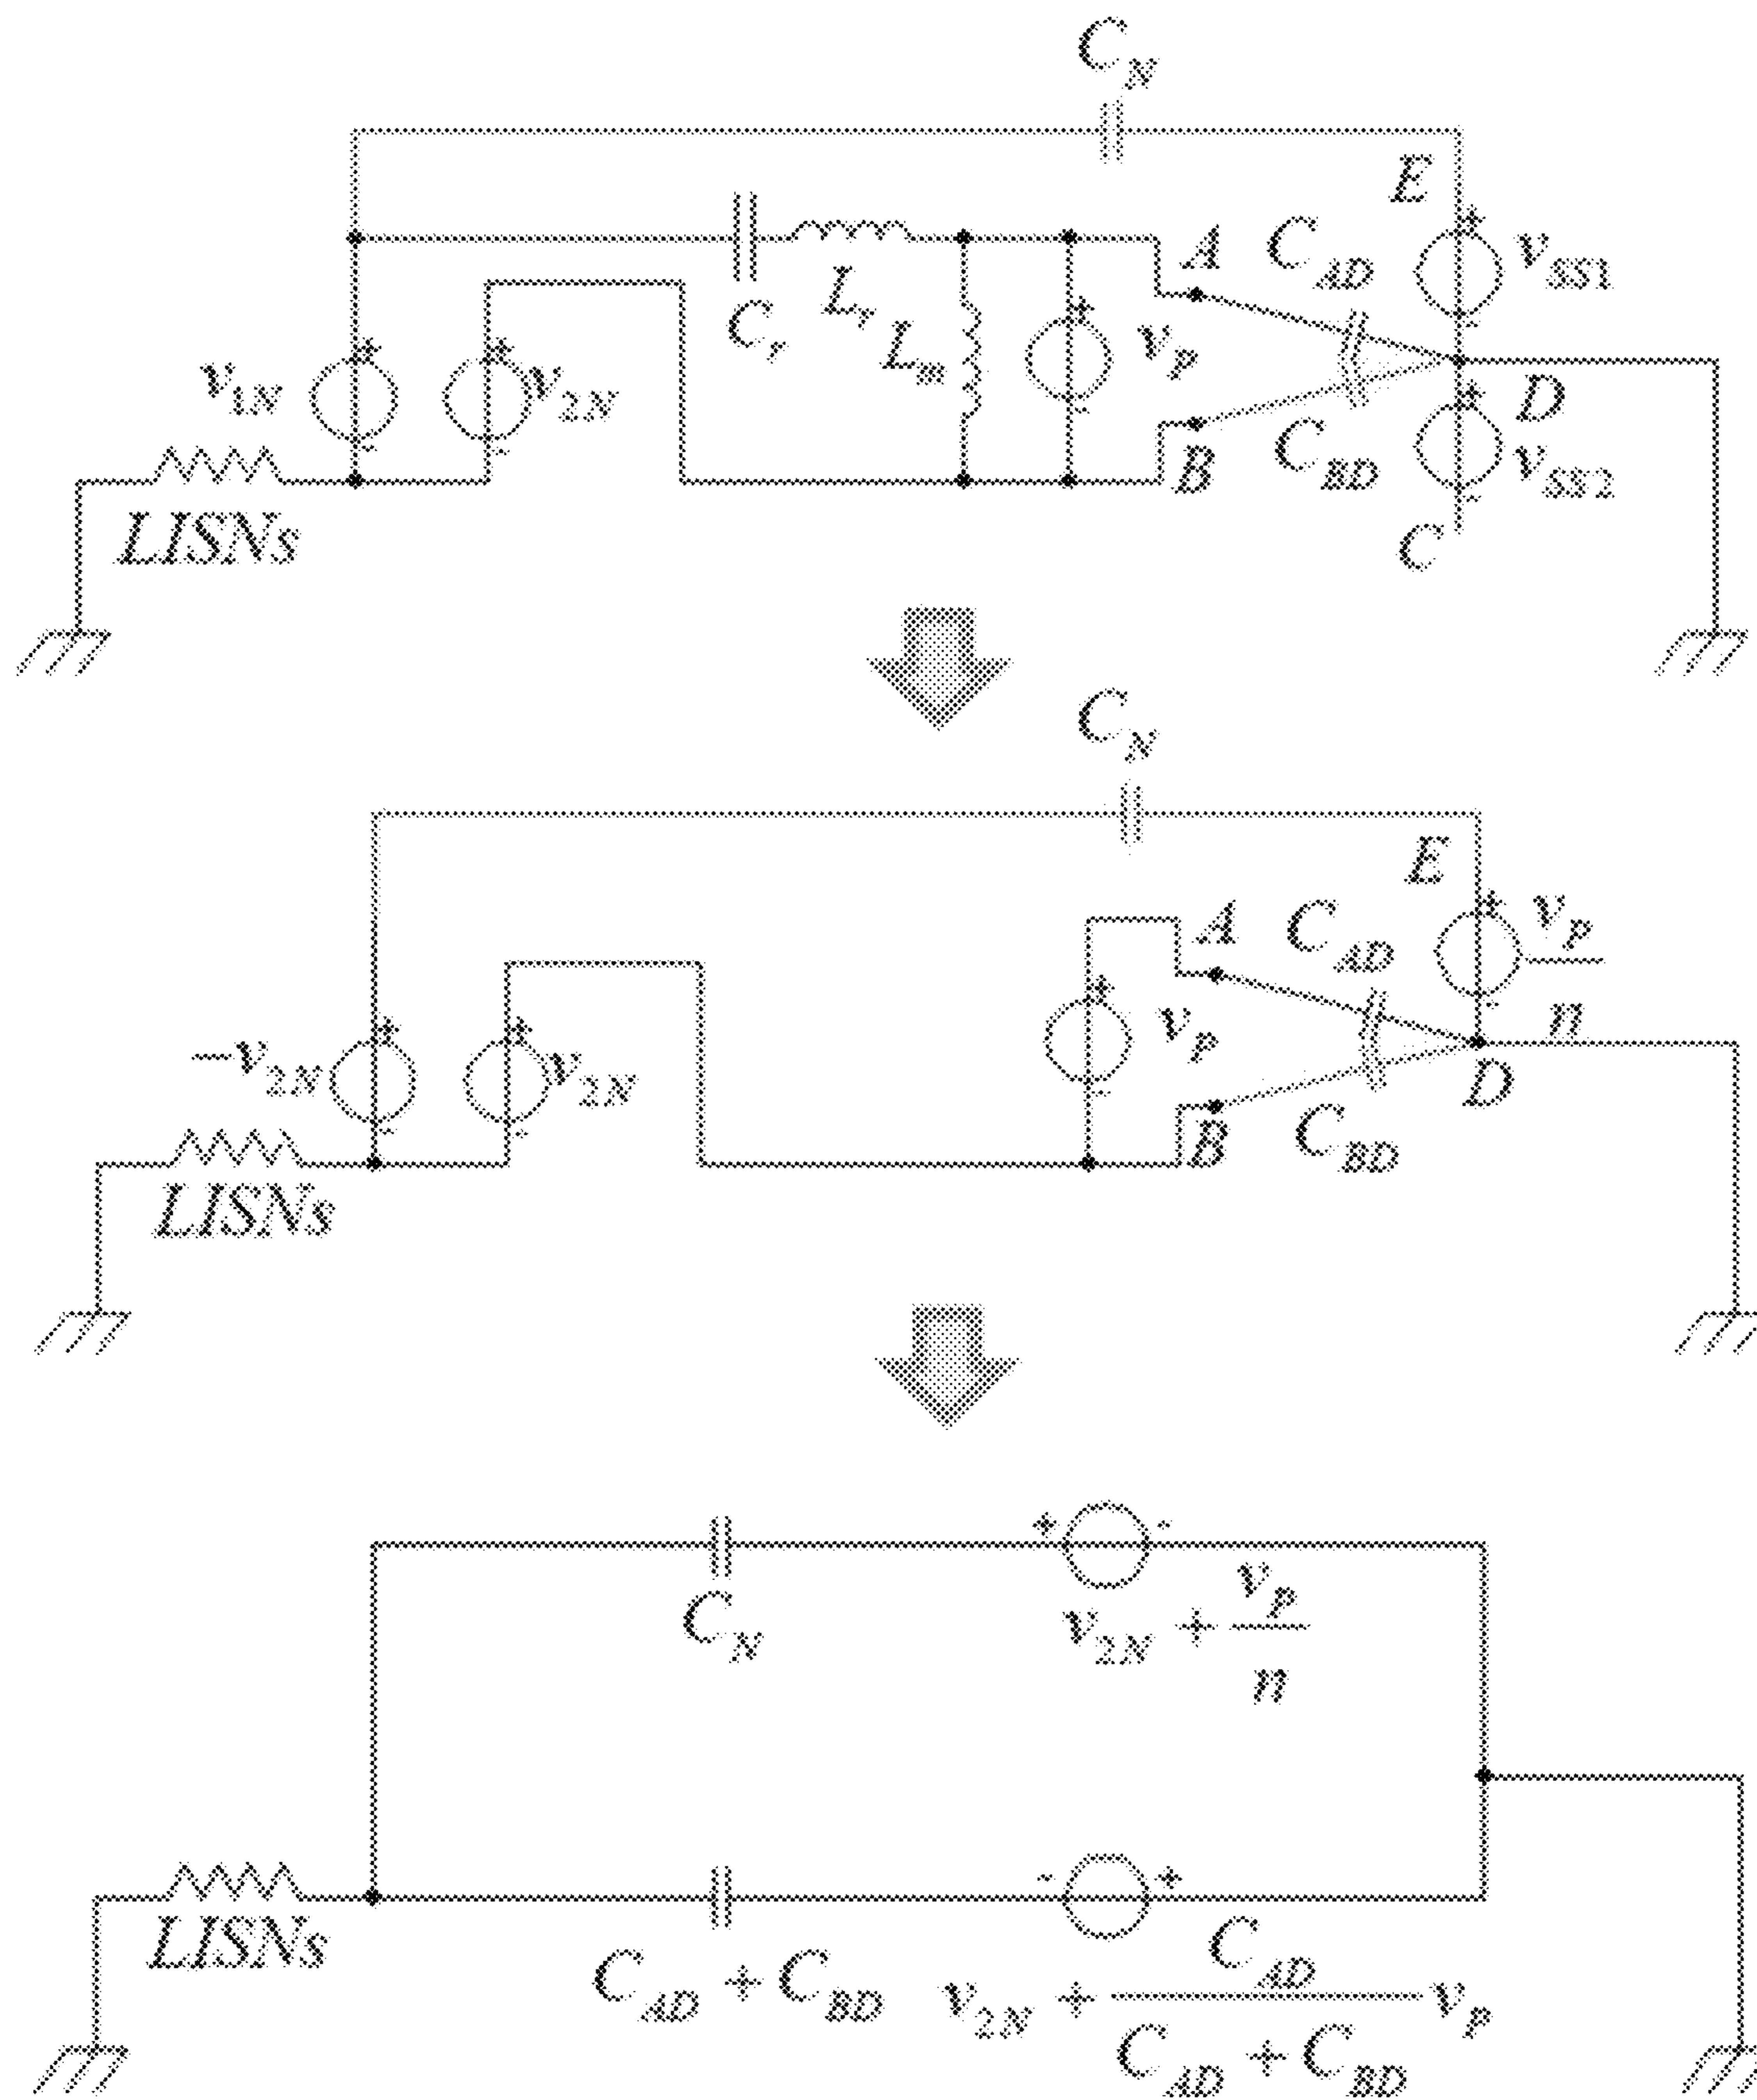 C_N
E
A C_AD v_SS1
C_r L_r L_m v_p
v_1N v_2N
D
B C_BD v_SS2
LISNs
C
C_N
E
A C_AD v_p/n
-v_2N v_2N v_p
D
B C_BD
LISNs
C_N v_2N + v_p/n
LISNs
C_AD + C_BD v_2N + C_AD/(C_AD + C_BD) v_p